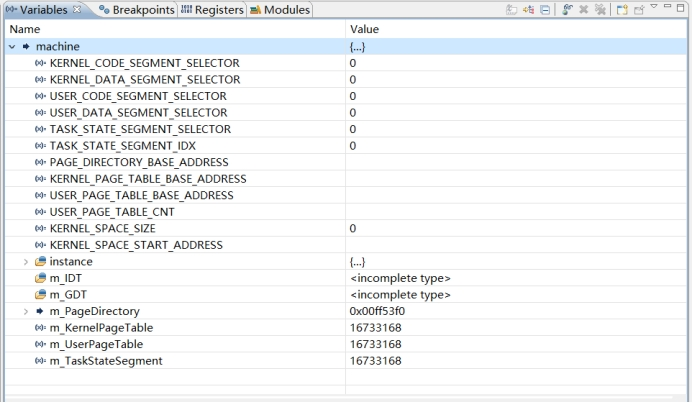 Variables Breakpoints Registers Modules
Name Value
machine {...}
KERNEL_CODE_SEGMENT_SELECTOR 0
KERNEL_DATA_SEGMENT_SELECTOR 0
USER_CODE_SEGMENT_SELECTOR 0
USER_DATA_SEGMENT_SELECTOR 0
TASK_STATE_SEGMENT_SELECTOR 0
TASK_STATE_SEGMENT_IDX 0
PAGE_DIRECTORY_BASE_ADDRESS
KERNEL_PAGE_TABLE_BASE_ADDRESS
USER_PAGE_TABLE_BASE_ADDRESS
USER_PAGE_TABLE_CNT
KERNEL_SPACE_SIZE 0
KERNEL_SPACE_START_ADDRESS
instance {...}
m_IDT <incomplete type>
m_GDT <incomplete type>
m_PageDirectory 0x00ff53f0
m_KernelPageTable 16733168
m_UserPageTable 16733168
m_TaskStateSegment 16733168